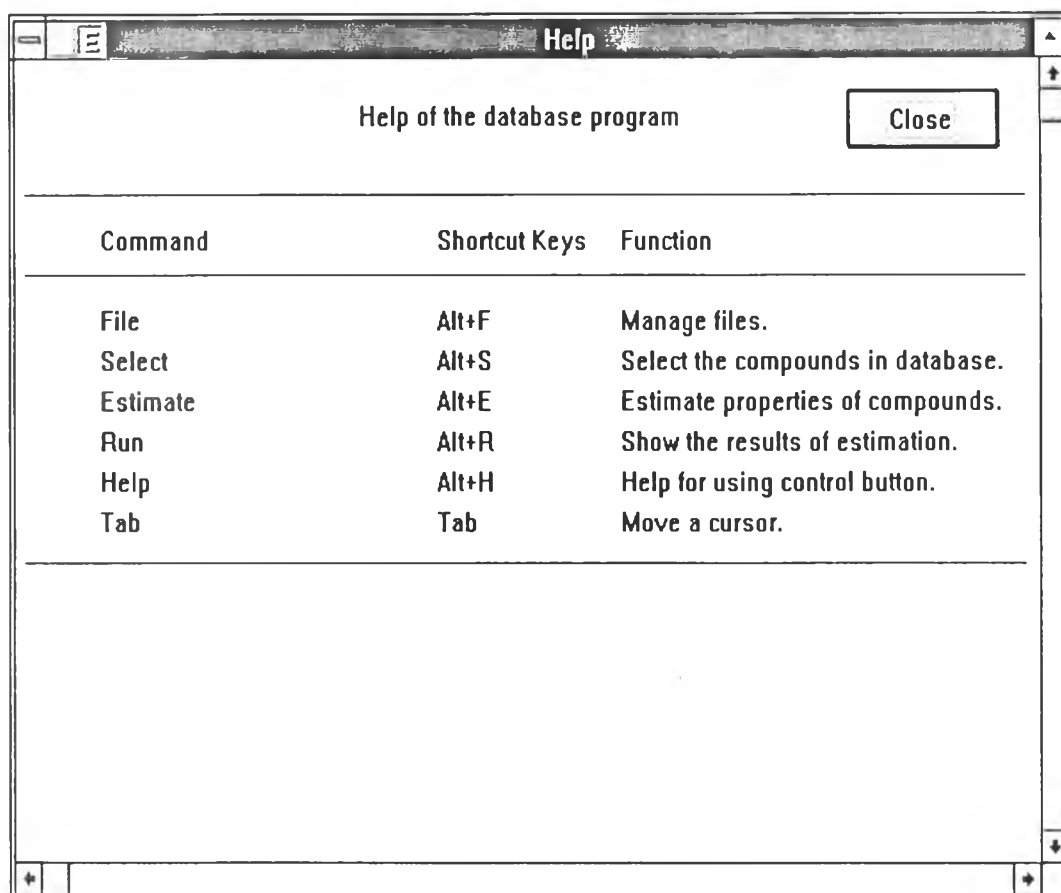 Help
Help of the database program Close
Command Shortcut Keys Function
File Alt+F Manage files.
Select Alt+S Select the compounds in database.
Estimate Alt+E Estimate properties of compounds.
Run Alt+R Show the results of estimation.
Help Alt+H Help for using control button.
Tab Tab Move a cursor.